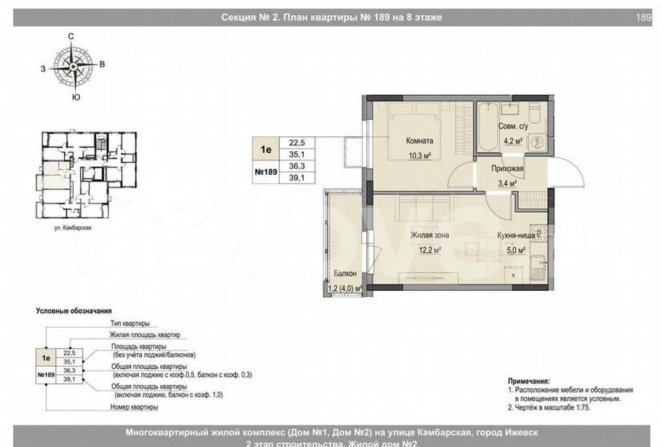 Секция № 2. План квартиры № 189 на 8 этаже
189
С
З
В
Ю
ул. Камбарская
1е
22,5
35,1
№189
36,3
39,1
Комната
10,3 м²
Совм. с/у
4,2 м²
Прихожая
3,4 м²
Жилая зона
12,2 м²
Кухня-ниша
5,0 м²
Балкон
1,2 (4,0) м²
х
Условные обозначения
Тип квартиры
Жилая площадь квартир
Площадь квартиры
(без учёта лоджий/балконов)
Общая площадь квартиры
(включая лоджию с коэф.0,5, балкон с коэф. 0,3)
Общая площадь квартиры
(включая лоджию, балкон с коэф. 1,0)
Номер квартиры
1е
22,5
35,1
№189
36,3
39,1
Примечания:
1. Расположение мебели и оборудования
в помещениях является условным.
2. Чертёж в масштабе 1:75.
Многоквартирный жилой комплекс (Дом №1, Дом №2) на улице Камбарская, город Ижевск
2 этап строительства. Жилой дом №2